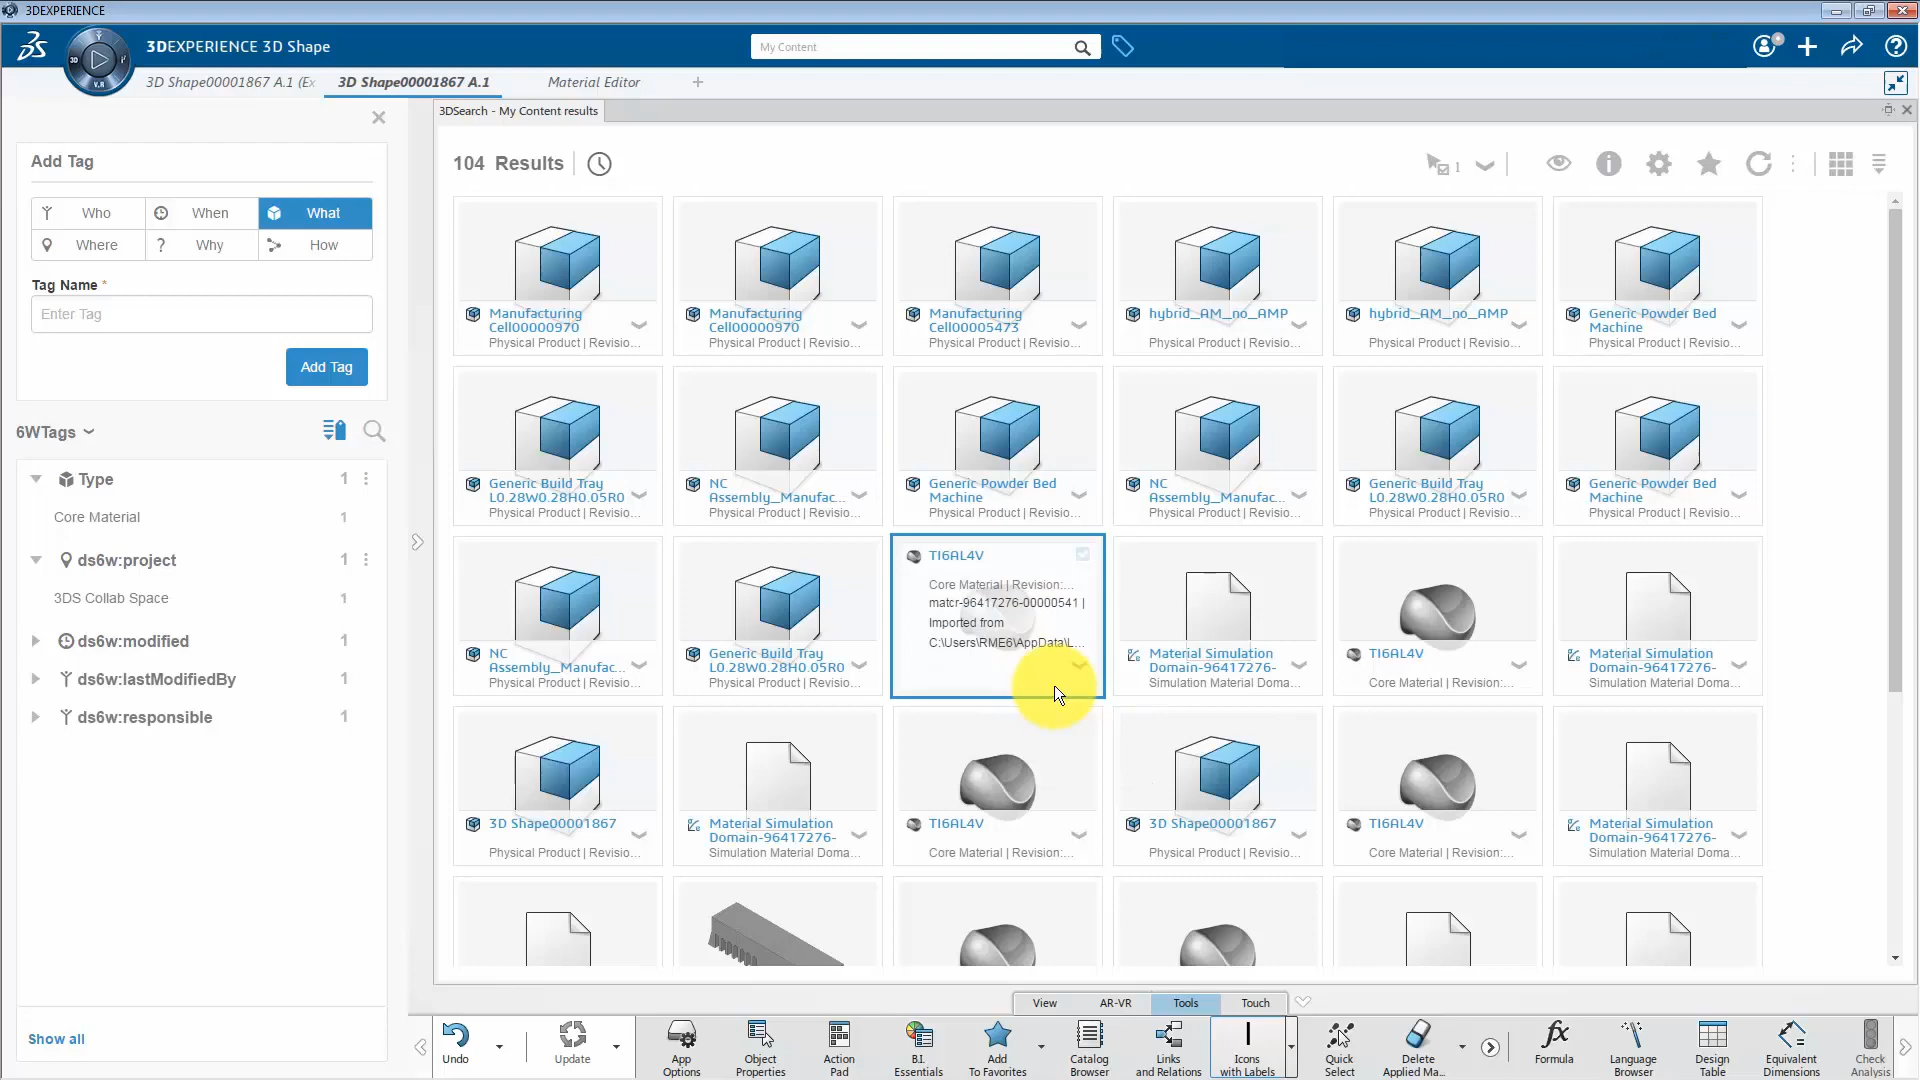 3DEXPERIENCE
3DEXPERIENCE 3D Shape
My Content
3D Shape00001867 A.1 (Ex
3D Shape00001867 A.1
Material Editor
3DSearch - My Content results
Add Tag
Who
When
What
Where
Why
How
Tag Name *
Enter Tag
Add Tag
6WTags
Type 1
Core Material 1
ds6w:project 1
3DS Collab Space 1
ds6w:modified 1
ds6w:lastModifiedBy 1
ds6w:responsible 1
Show all
104 Results
1
Manufacturing
Cell00000970
Physical Product | Revisio...
Manufacturing
Cell00000970
Physical Product | Revisio...
Manufacturing
Cell00005473
Physical Product | Revisio...
hybrid_AM_no_AMP
Physical Product | Revisio...
hybrid_AM_no_AMP
Physical Product | Revisio...
Generic Powder Bed
Machine
Physical Product | Revisio...
Generic Build Tray
L0.28W0.28H0.05R0
Physical Product | Revisio...
NC
Assembly_Manufac...
Physical Product | Revisio...
Generic Powder Bed
Machine
Physical Product | Revisio...
NC
Assembly_Manufac...
Physical Product | Revisio...
Generic Build Tray
L0.28W0.28H0.05R0
Physical Product | Revisio...
Generic Powder Bed
Machine
Physical Product | Revisio...
NC
Assembly_Manufac...
Physical Product | Revisio...
Generic Build Tray
L0.28W0.28H0.05R0
Physical Product | Revisio...
TI6AL4V
Core Material | Revision:...
matcr-96417276-00000541 |
Imported from
C:\Users\RME6\AppData\L...
Material Simulation
Domain-96417276-
Simulation Material Doma...
TI6AL4V
Core Material | Revision:...
Material Simulation
Domain-96417276-
Simulation Material Doma...
3D Shape00001867
Physical Product | Revisio...
Material Simulation
Domain-96417276-
Simulation Material Doma...
TI6AL4V
Core Material | Revision:...
3D Shape00001867
Physical Product | Revisio...
TI6AL4V
Core Material | Revision:...
Material Simulation
Domain-96417276-
Simulation Material Doma...
View
AR-VR
Tools
Touch
Undo
Update
App
Options
Object
Properties
Action
Pad
B.I.
Essentials
Add
To Favorites
Catalog
Browser
Links
and Relations
Icons
with Labels
Quick
Select
Delete
Applied Ma...
Formula
Language
Browser
Design
Table
Equivalent
Dimensions
Check
Analysis